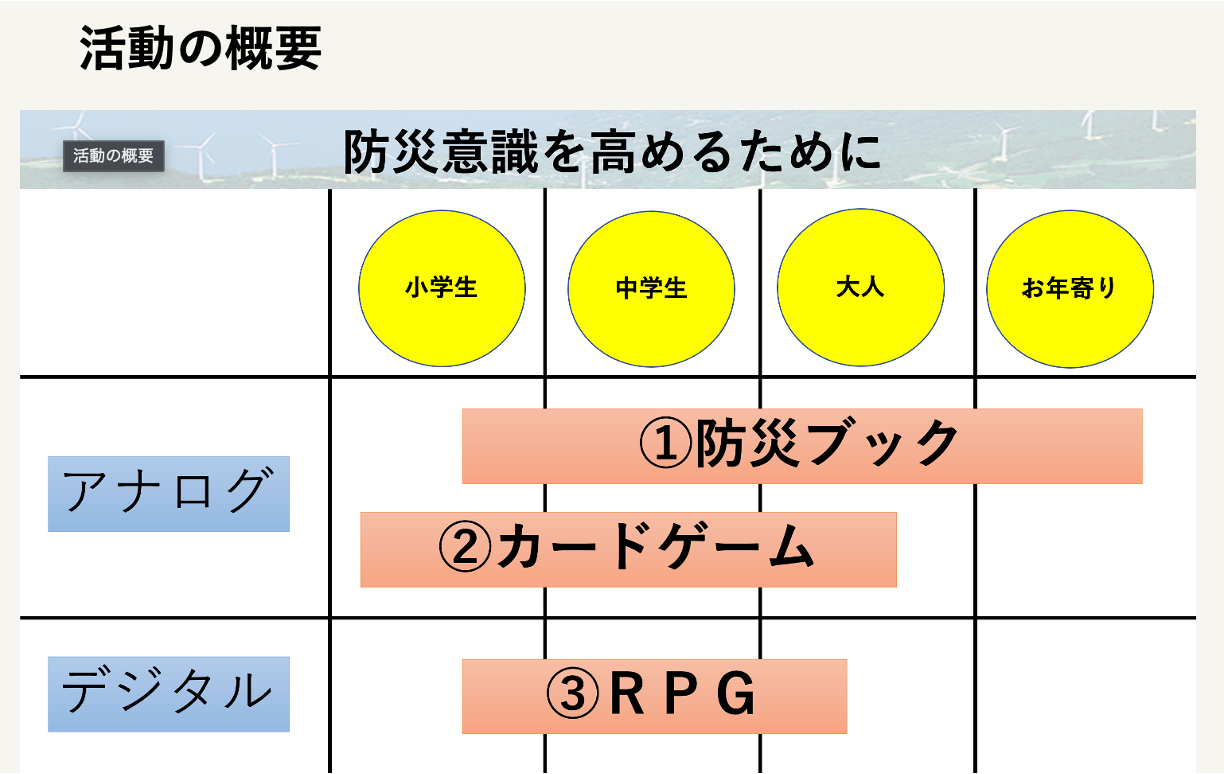 活動の概要
防災意識を高めるために
活動の概要
小学生 中学生 大人 お年寄り
①防災ブック
アナログ
②カードゲーム
デジタル
③ＲＰＧ